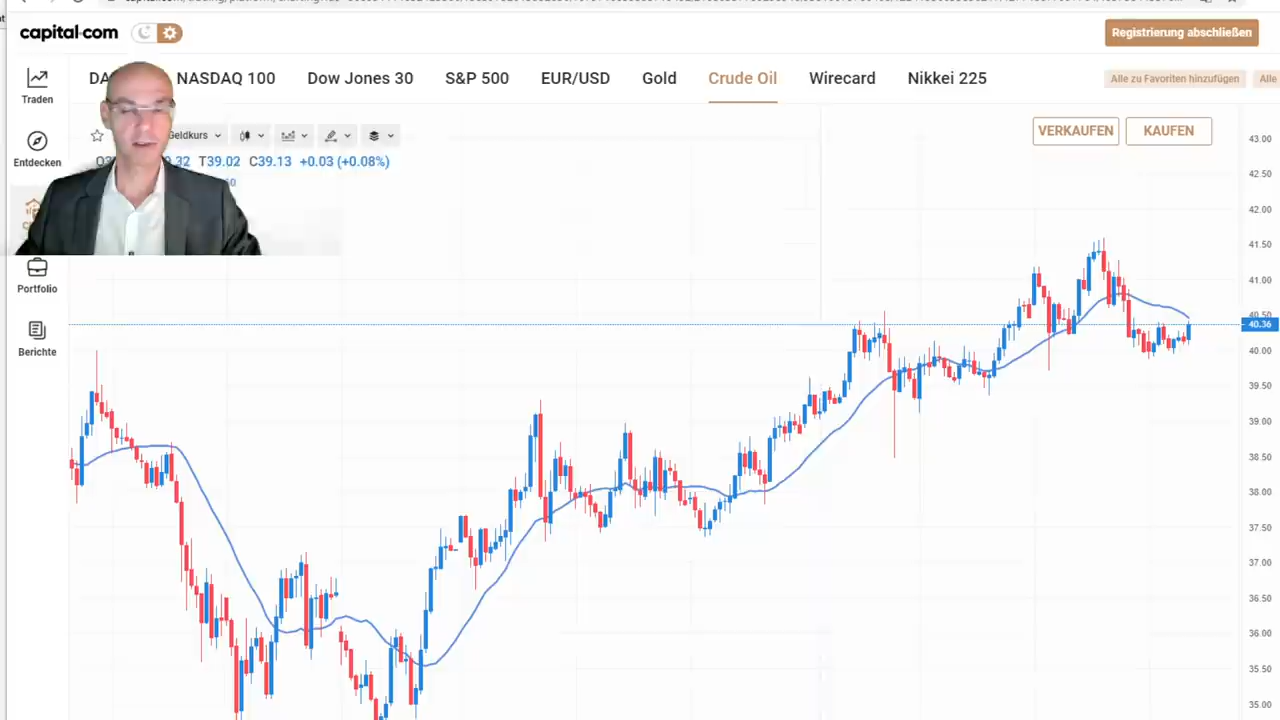 capital.com
Registrierung abschließen
DA
NASDAQ 100
Dow Jones 30
S&P 500
EUR/USD
Gold
Crude Oil
Wirecard
Nikkei 225
Alle zu Favoriten hinzufügen
Alle
Traden
Entdecken
Portfolio
Berichte
Geldkurs
.32 T39.02 C39.13 +0.03 (+0.08%)
VERKAUFEN
KAUFEN
43.00
42.50
42.00
41.50
41.00
40.50
40.36
40.00
39.50
39.00
38.50
38.00
37.50
37.00
36.50
36.00
35.50
35.00